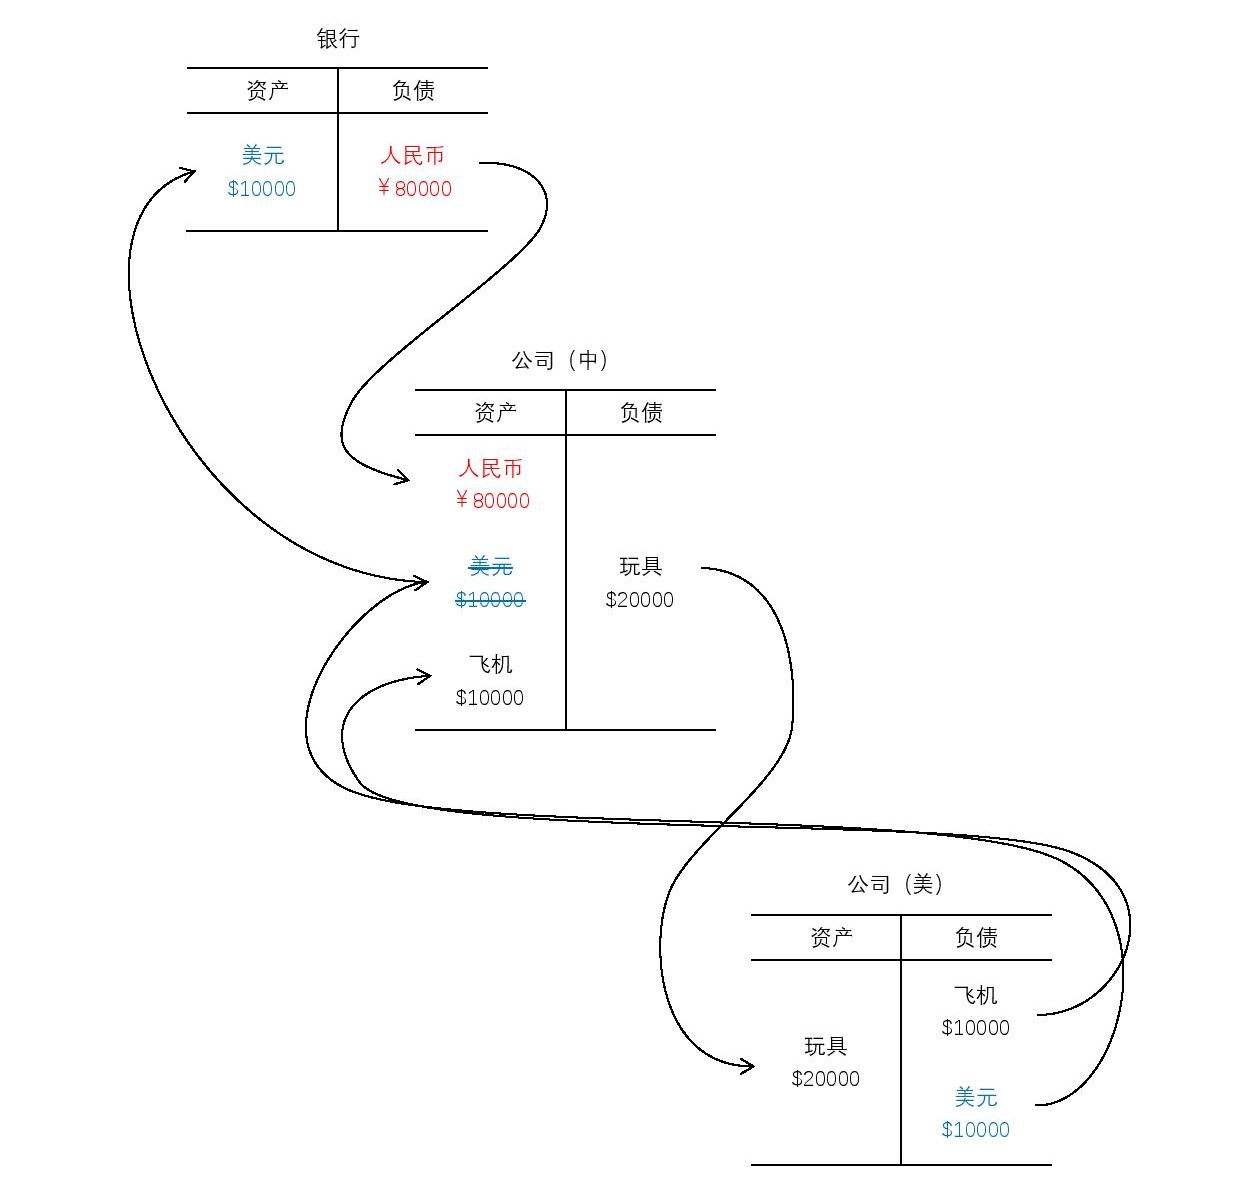 银行
资产 负债
美元 人民币
$10000 ￥80000
公司（中）
资产 负债
人民币
￥80000
美元 玩具
$10000 $20000
飞机
$10000
公司（美）
资产 负债
飞机
$10000
玩具
$20000
美元
$10000